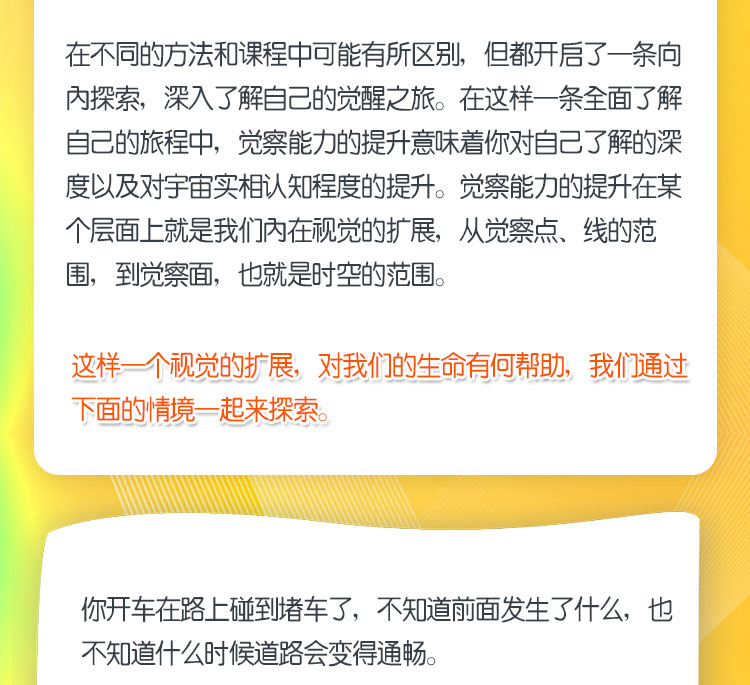 在不同的方法和课程中可能有所区别，但都开启了一条向
内探索，深入了解自己的觉醒之旅。在这样一条全面了解
自己的旅程中，觉察能力的提升意味着你对自己了解的深
度以及对宇宙实相认知程度的提升。觉察能力的提升在某
个层面上就是我们内在视觉的扩展，从觉察点、线的范
围，到觉察面，也就是时空的范围。
这样一个视觉的扩展，对我们的生命有何帮助，我们通过
下面的情境一起来探索。
你开车在路上碰到堵车了，不知道前面发生了什么，也
不知道什么时候道路会变得通畅。